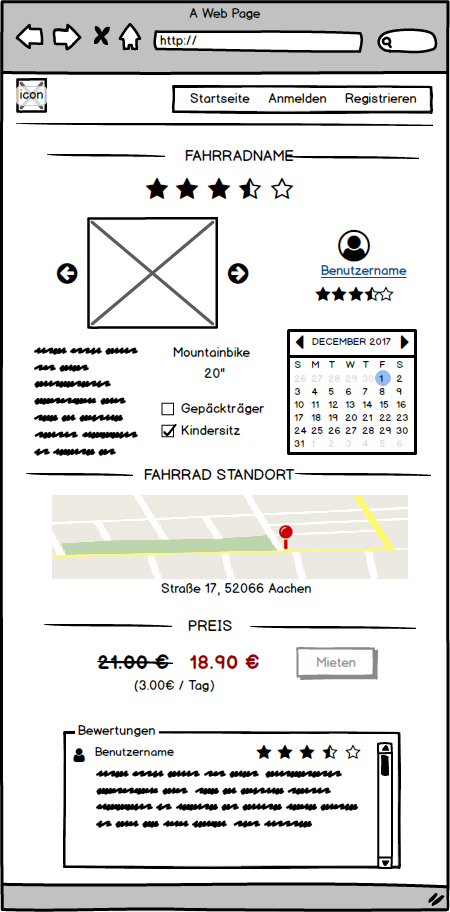 A Web Page
http://
icon
Startseite Anmelden Registrieren
FAHRRADNAME
Benutzername
Mountainbike
20"
Gepäckträger
Kindersitz
DECEMBER 2017
S M T W T F S
26 27 28 29 30 1 2
3 4 5 6 7 8 9
10 11 12 13 14 15 16
17 18 19 20 21 22 23
24 25 26 27 28 29 30
31 1 2 3 4 5 6
FAHRRAD STANDORT
Straße 17, 52066 Aachen
PREIS
21.00 € 18.90 €
Mieten
(3.00€ / Tag)
Bewertungen
Benutzername